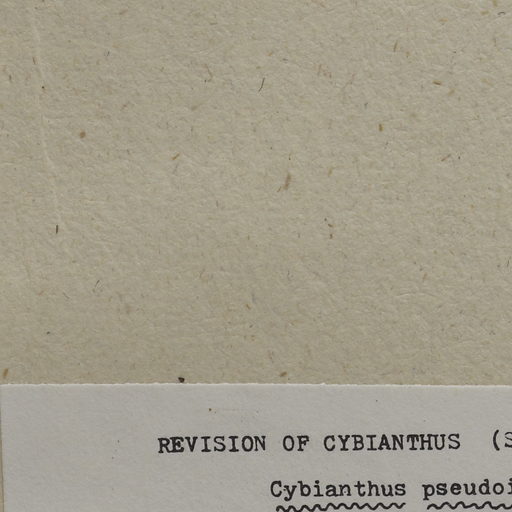 REVISION OF CYBIANTHUS (S
Cybianthus pseudoi